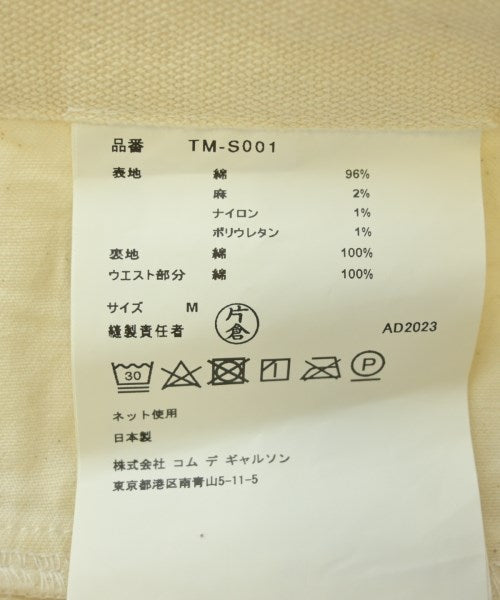 品番 TM-S001
表地 綿 96%
麻 2%
ナイロン 1%
ポリウレタン 1%
裏地 綿 100%
ウエスト部分 綿 100%
サイズ M
縫製責任者 片倉 AD2023
30 1 P
ネット使用
日本製
株式会社 コム デ ギャルソン
東京都港区南青山5-11-5